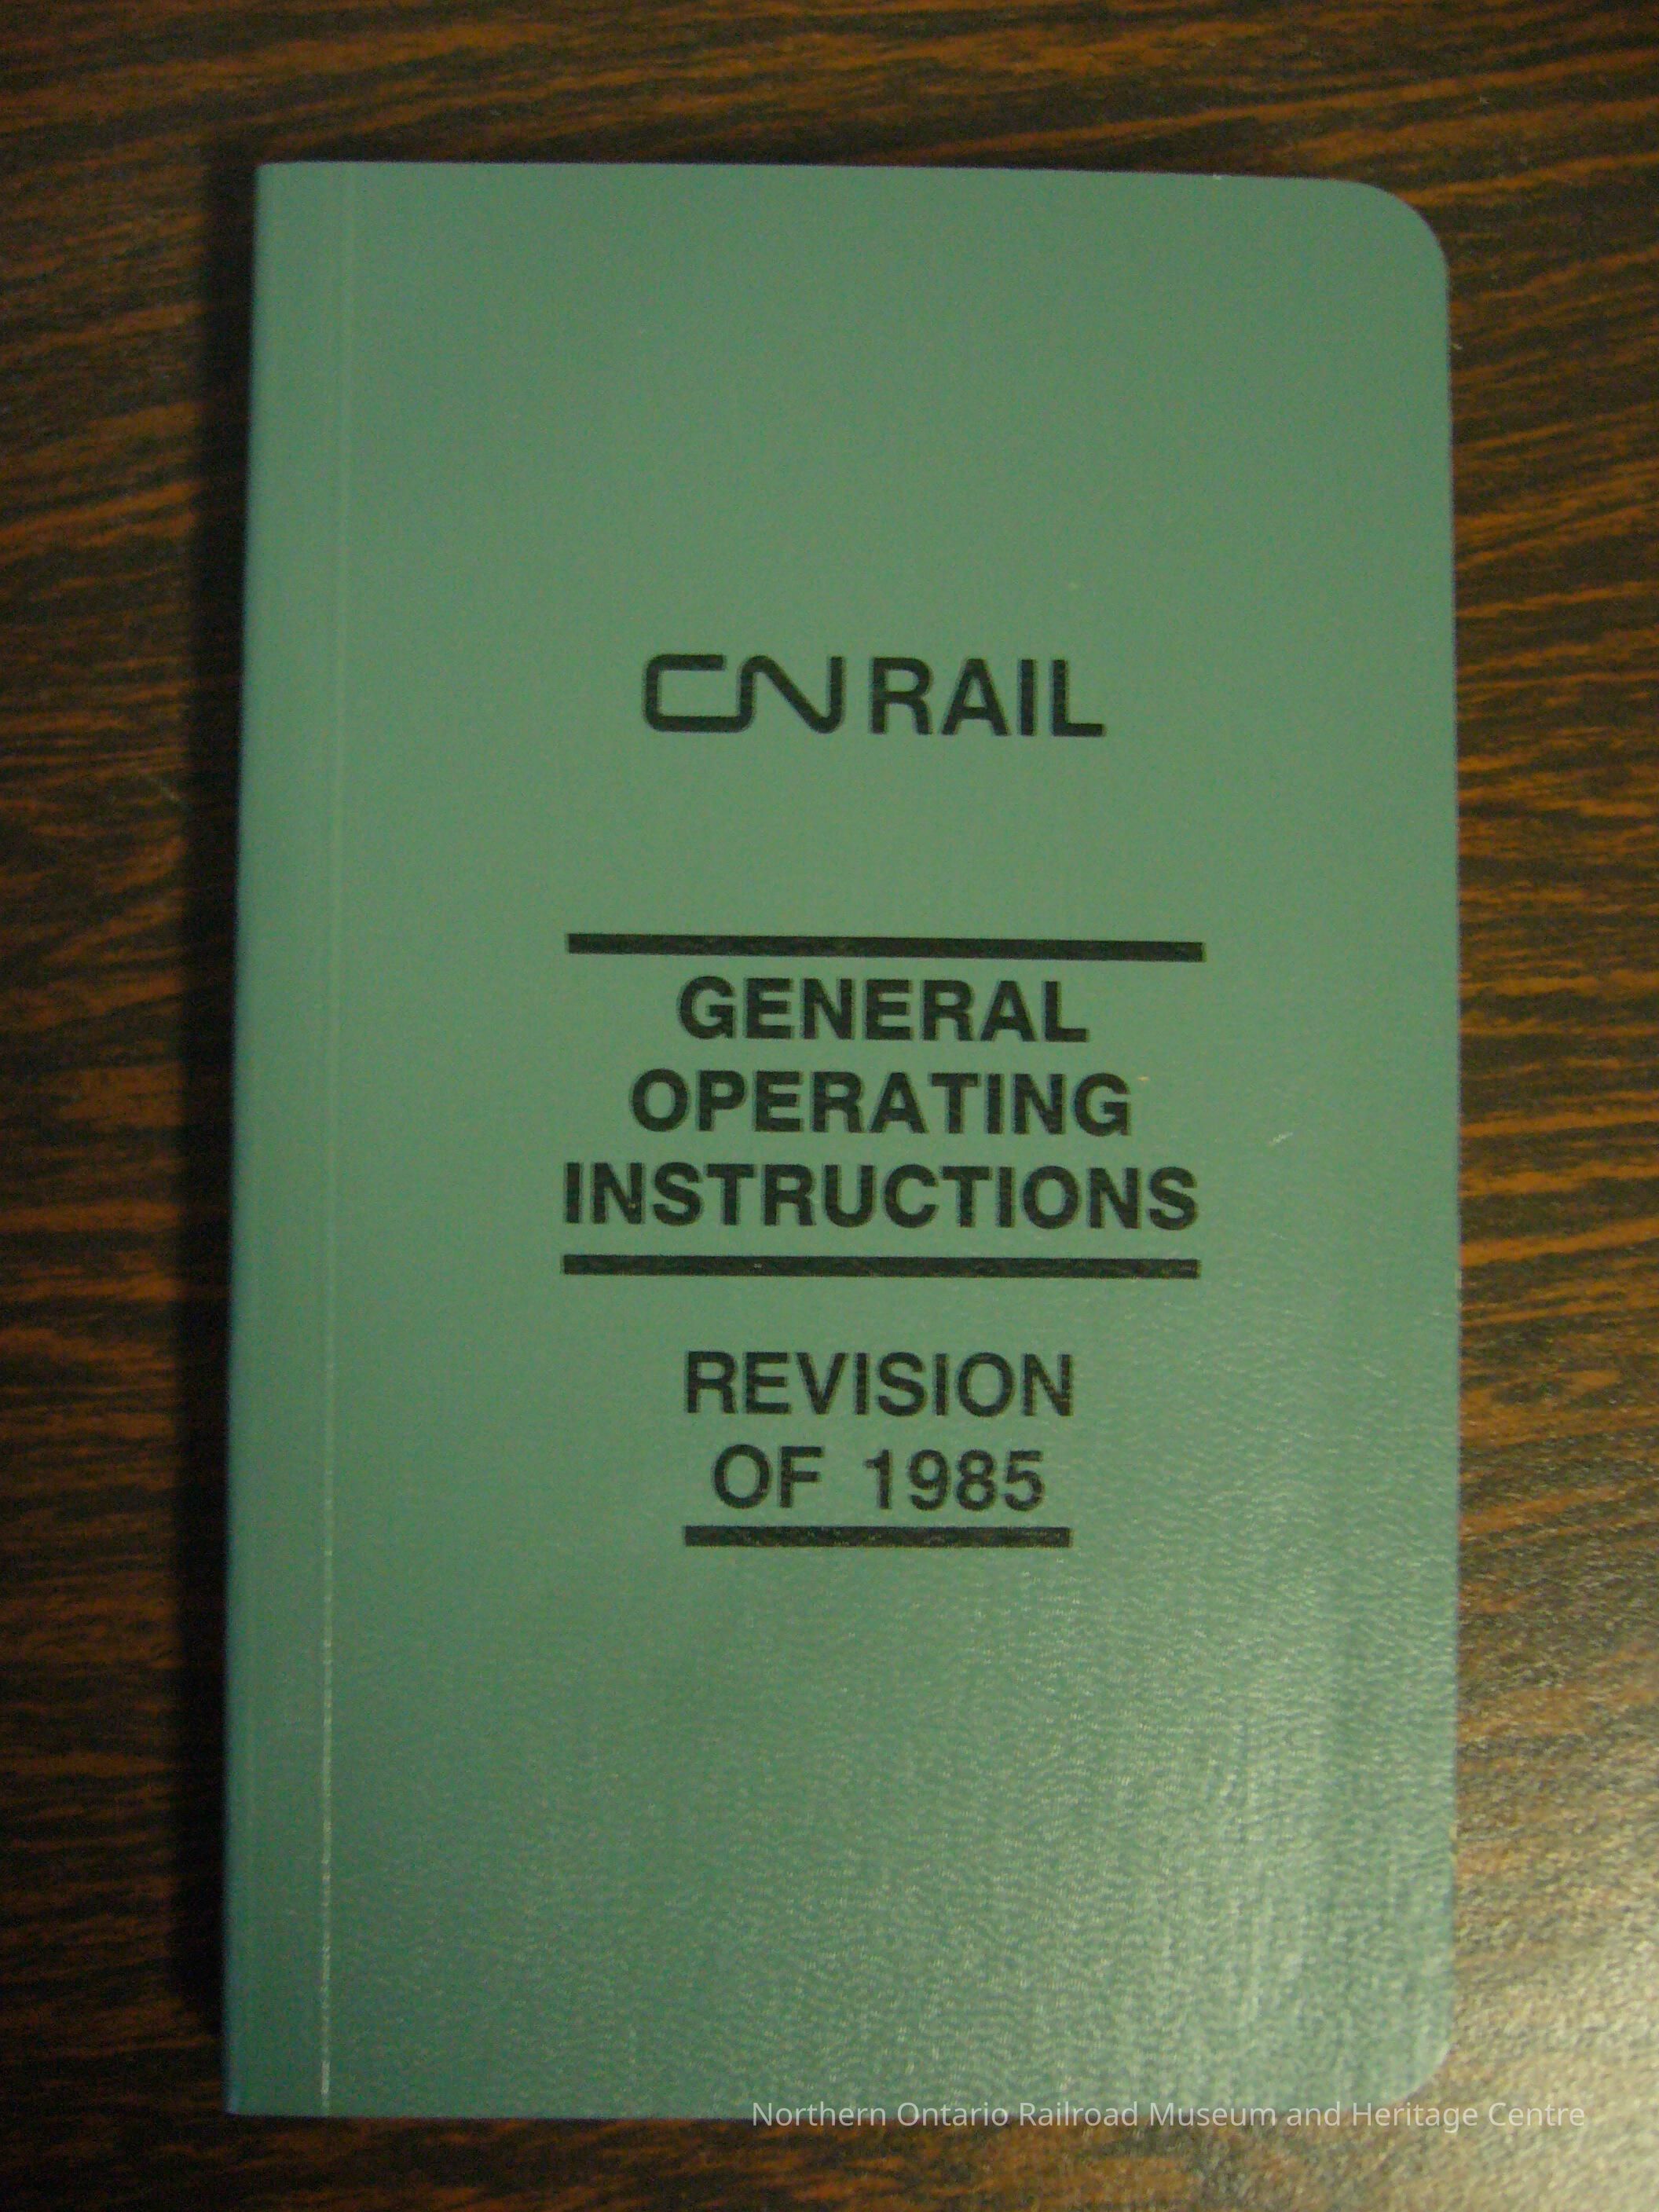 CN RAIL
GENERAL
OPERATING
INSTRUCTIONS
REVISION
OF 1985
Northern Ontario Railroad Museum and Heritage Centre